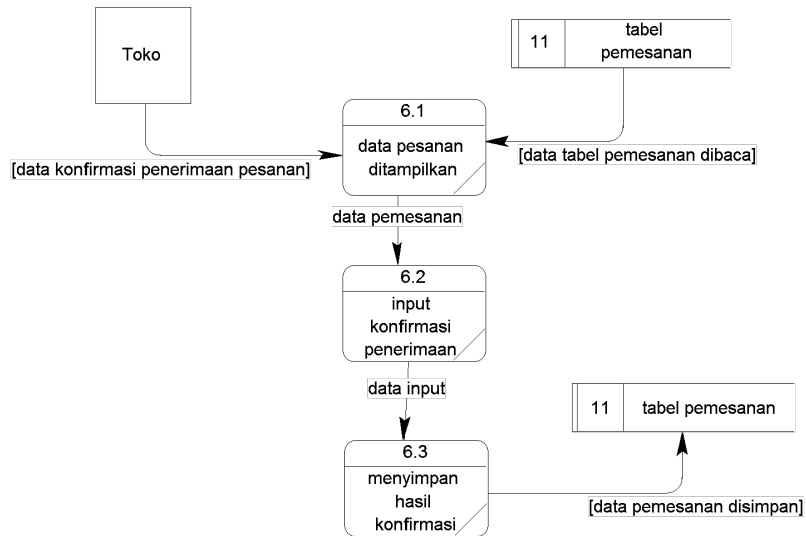 Toko
11
tabel
pemesanan
6.1
data pesanan
ditampilkan
[data konfirmasi penerimaan pesanan]
[data tabel pemesanan dibaca]
data pemesanan
6.2
input
konfirmasi
penerimaan
data input
11
tabel pemesanan
6.3
menyimpan
hasil
konfirmasi
[data pemesanan disimpan]